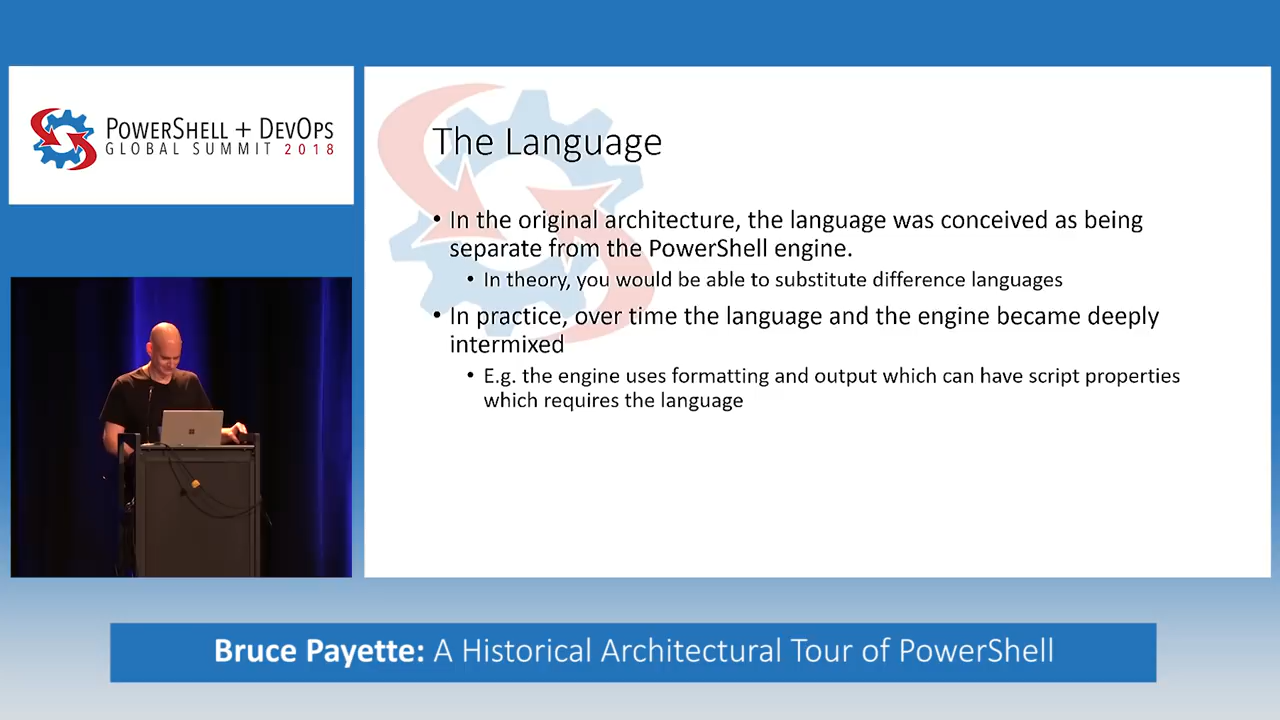 POWERSHELL + DEVOPS
GLOBAL SUMMIT 2018
The Language
• In the original architecture, the language was conceived as being
separate from the PowerShell engine.
• In theory, you would be able to substitute difference languages
• In practice, over time the language and the engine became deeply
intermixed
• E.g. the engine uses formatting and output which can have script properties
which requires the language
Bruce Payette: A Historical Architectural Tour of PowerShell